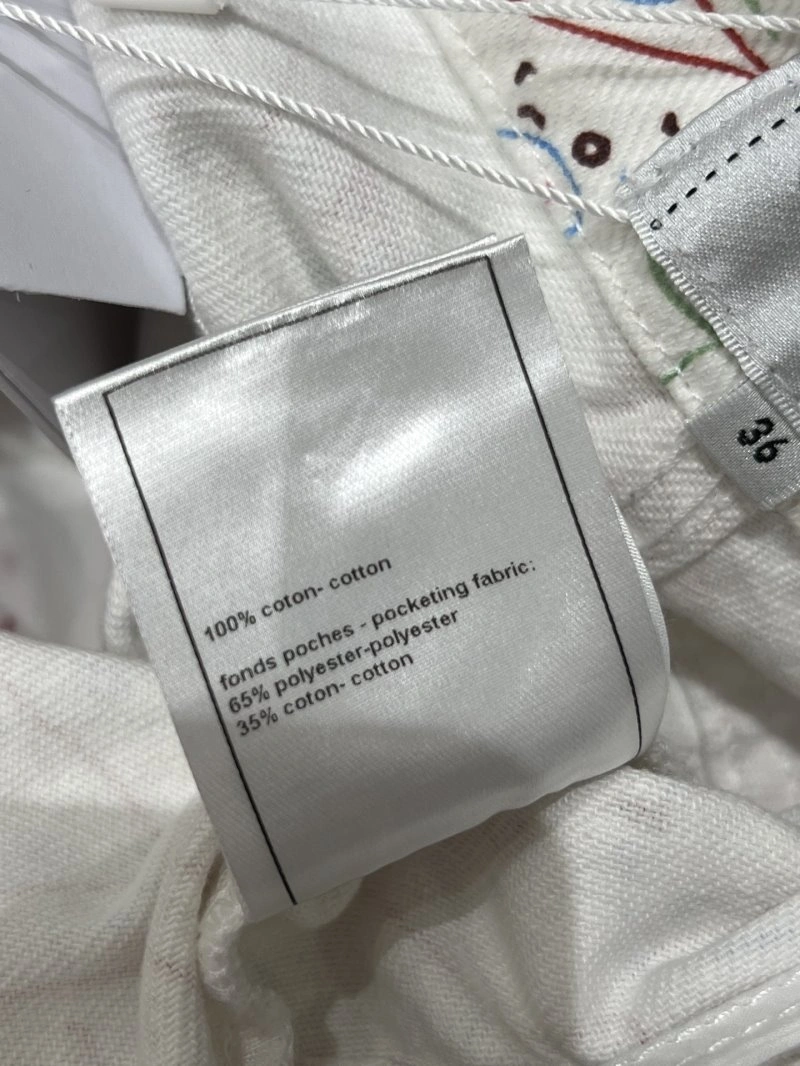 36
100% coton- cotton
fonds poches - pocketing fabric:
65% polyester-polyester
35% coton- cotton